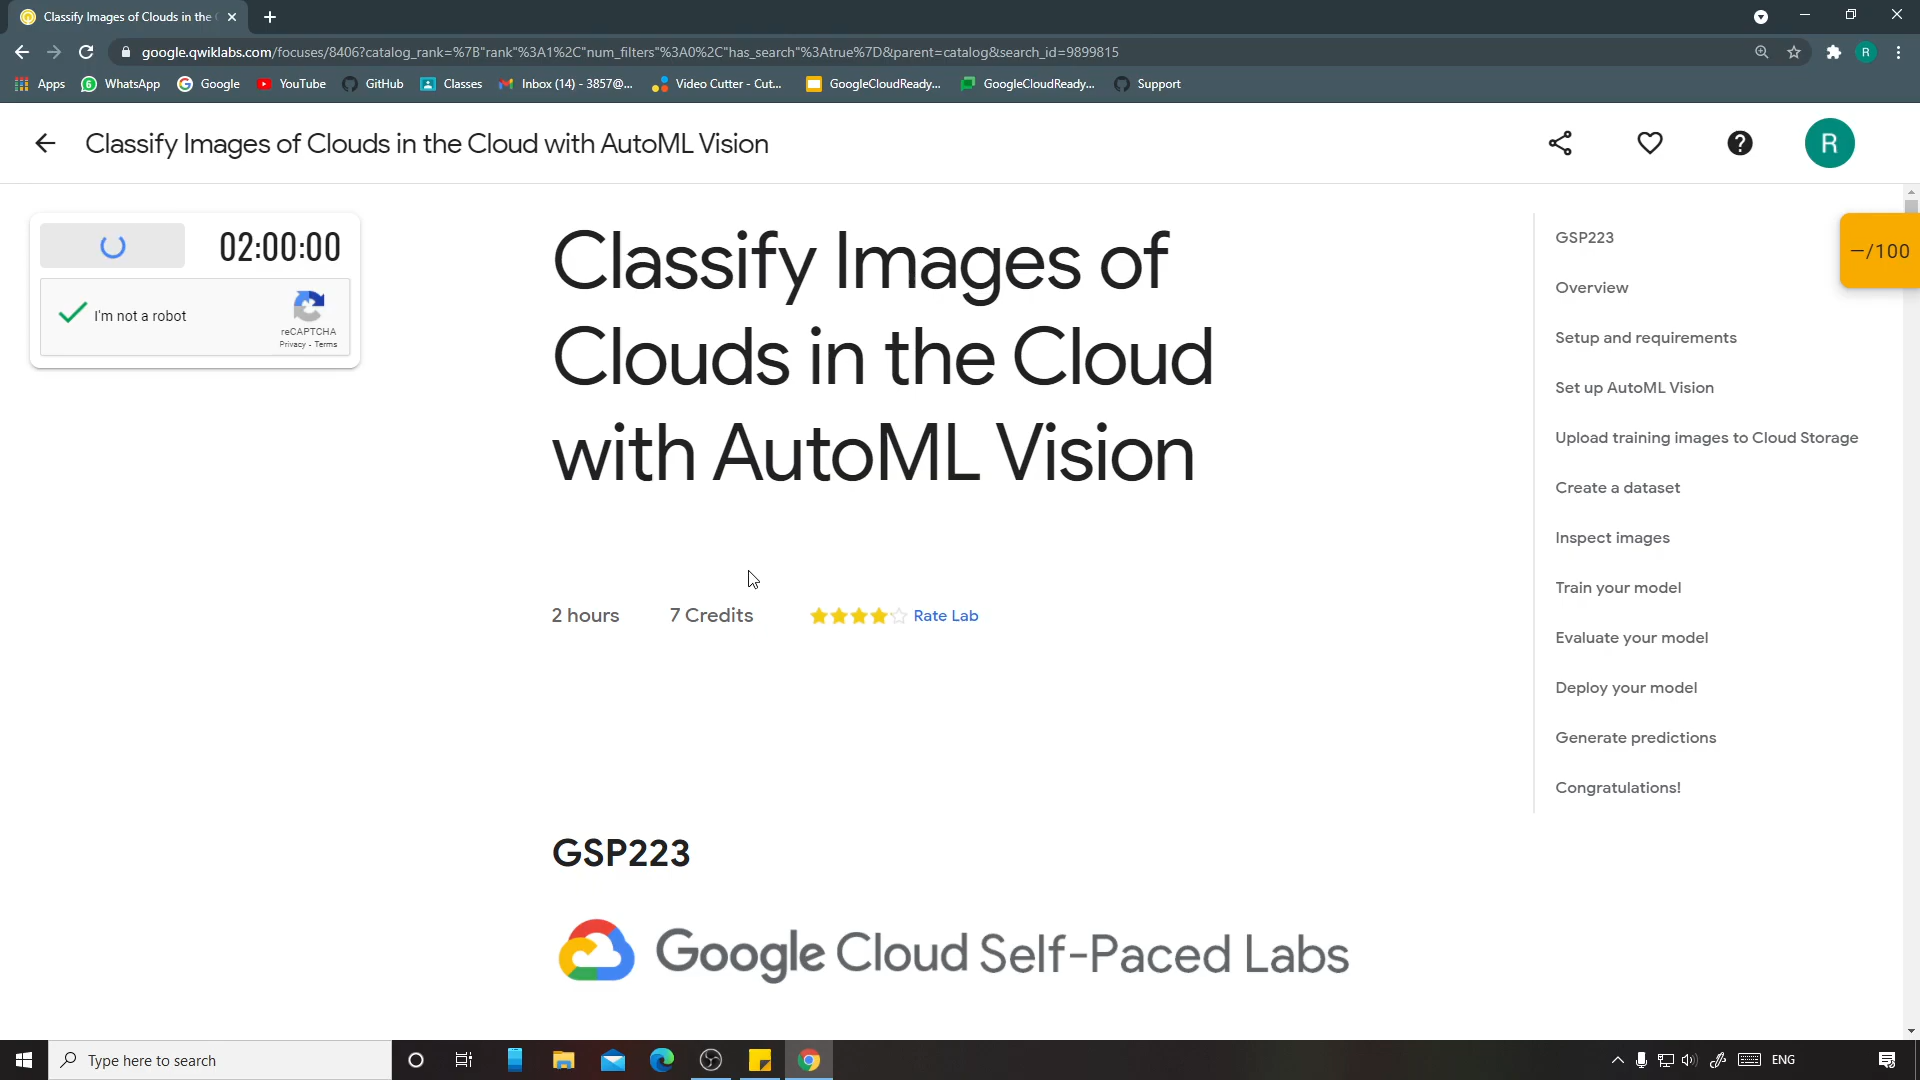 Classify Images of Clouds in the
google.qwiklabs.com/focuses/8406?catalog_rank=%7B"rank"%3A1%2C"num_filters"%3A0%2C"has_search"%3Atrue%7D&parent=catalog&search_id=9899815
R
Apps
6
WhatsApp
Google
YouTube
GitHub
Classes
Inbox (14) - 3857@...
Video Cutter - Cut...
GoogleCloudReady...
GoogleCloudReady...
Support
Classify Images of Clouds in the Cloud with AutoML Vision
R
02:00:00
I'm not a robot
reCAPTCHA
Privacy - Terms
Classify Images of
Clouds in the Cloud
with AutoML Vision
2 hours
7 Credits
Rate Lab
GSP223
Google Cloud Self-Paced Labs
GSP223
Overview
Setup and requirements
Set up AutoML Vision
Upload training images to Cloud Storage
Create a dataset
Inspect images
Train your model
Evaluate your model
Deploy your model
Generate predictions
Congratulations!
—/100
Type here to search
ENG